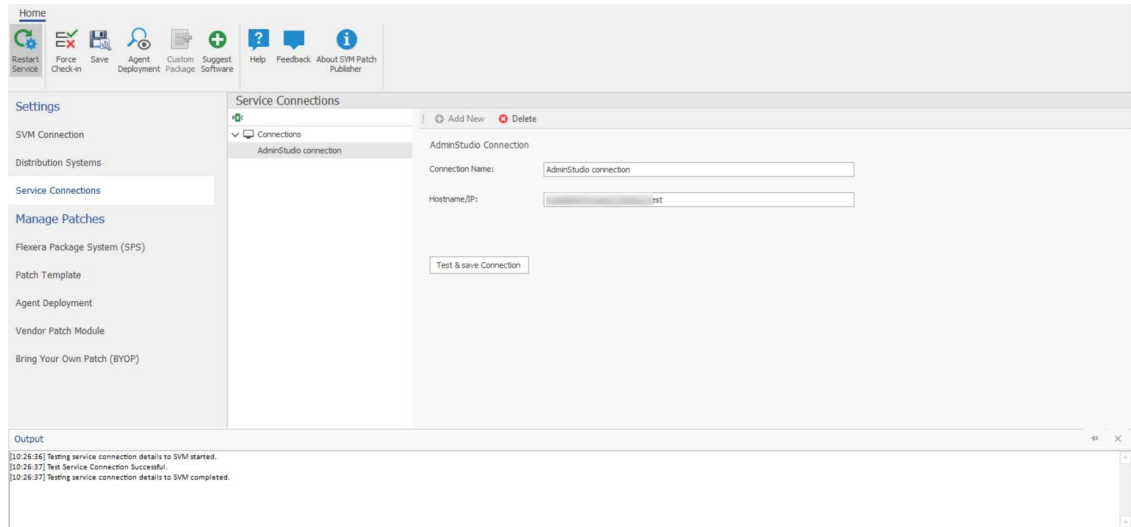 Home
Restart Service
Force Check-in
Save
Agent Deployment
Custom Package
Suggest Software
Help
Feedback
About SVM Patch Publisher
Settings
SVM Connection
Distribution Systems
Service Connections
Manage Patches
Flexera Package System (SPS)
Patch Template
Agent Deployment
Vendor Patch Module
Bring Your Own Patch (BYOP)
Service Connections
Connections
AdminStudio connection
Add New
Delete
AdminStudio Connection
Connection Name:
AdminStudio connection
Hostname/IP:
est
Test & save Connection
Output
[10:26:36] Testing service connection details to SVM started.
[10:26:37] Test Service Connection Successful.
[10:26:37] Testing service connection details to SVM completed.